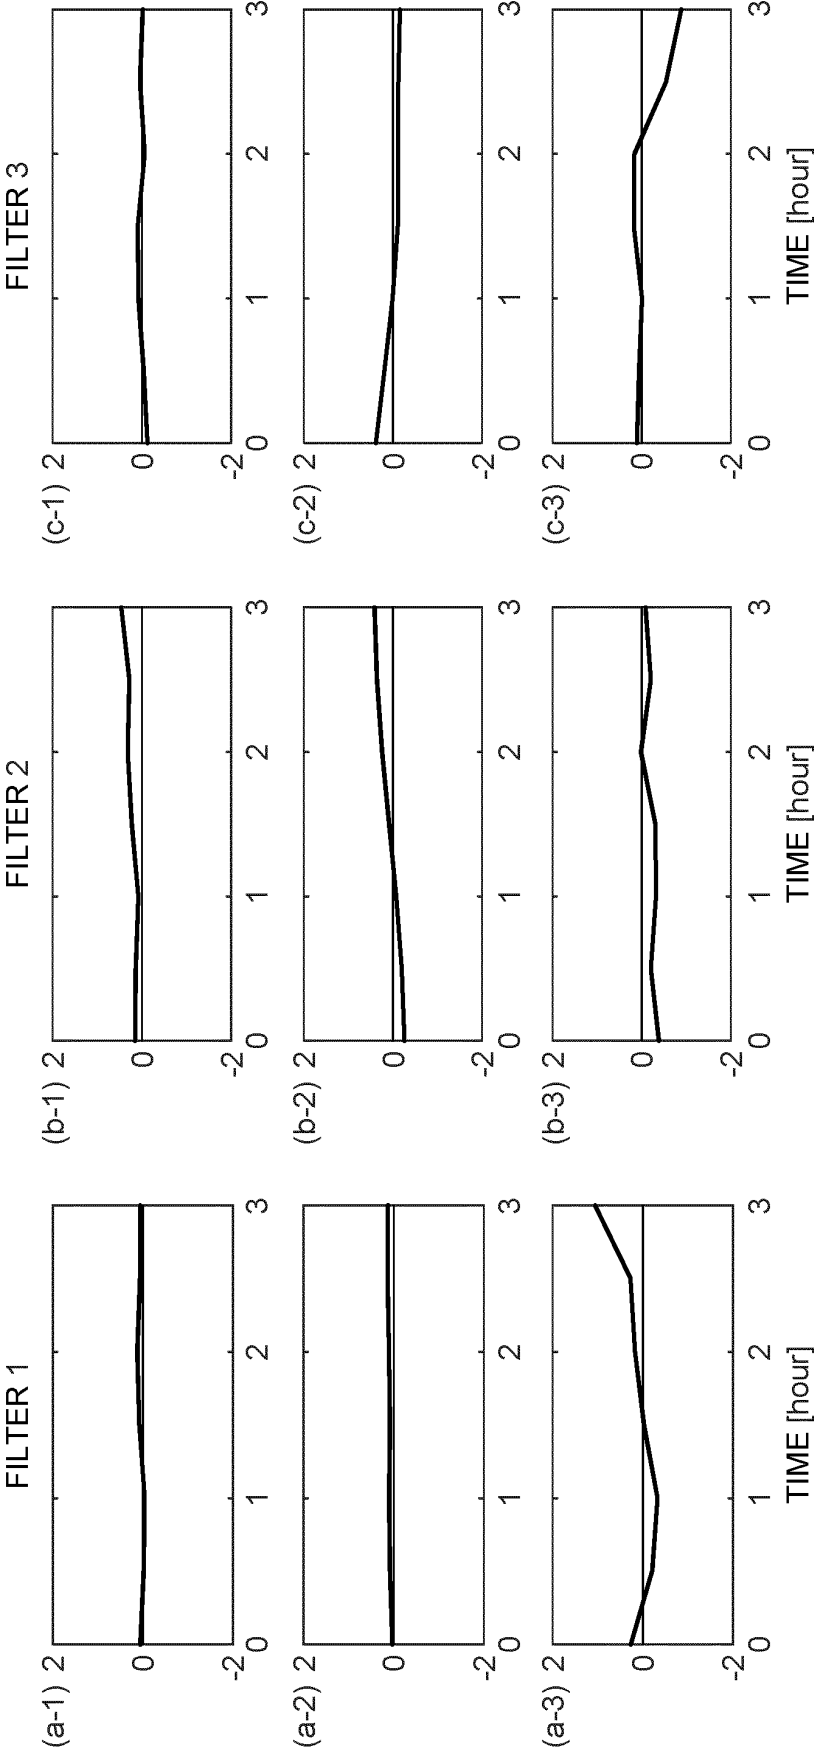 FILTER 1
FILTER 2
FILTER 3
(a-1) 2
0
-2
0 1 2 3
(b-1) 2
0
-2
0 1 2 3
(c-1) 2
0
-2
0 1 2 3
(a-2) 2
0
-2
0 1 2 3
(b-2) 2
0
-2
0 1 2 3
(c-2) 2
0
-2
0 1 2 3
(a-3) 2
0
-2
0 1 2 3
TIME [hour]
(b-3) 2
0
-2
0 1 2 3
TIME [hour]
(c-3) 2
0
-2
0 1 2 3
TIME [hour]